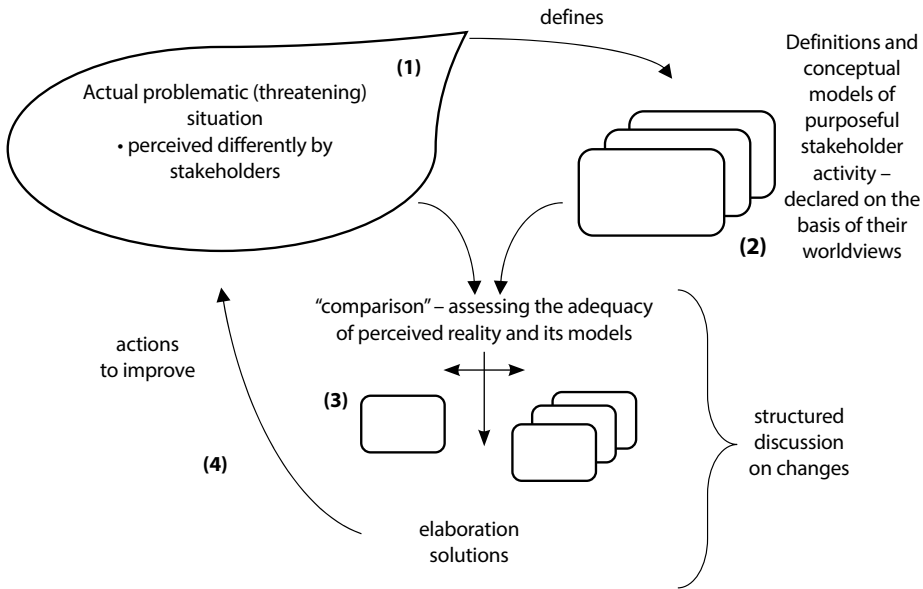 defines
(1)
Actual problematic (threatening)
situation
• perceived differently by
stakeholders
Definitions and
conceptual
models of
purposeful
stakeholder
activity –
declared on the
basis of their
worldviews
(2)
“comparison” – assessing the adequacy
of perceived reality and its models
actions
to improve
(3)
structured
discussion
on changes
(4)
elaboration
solutions